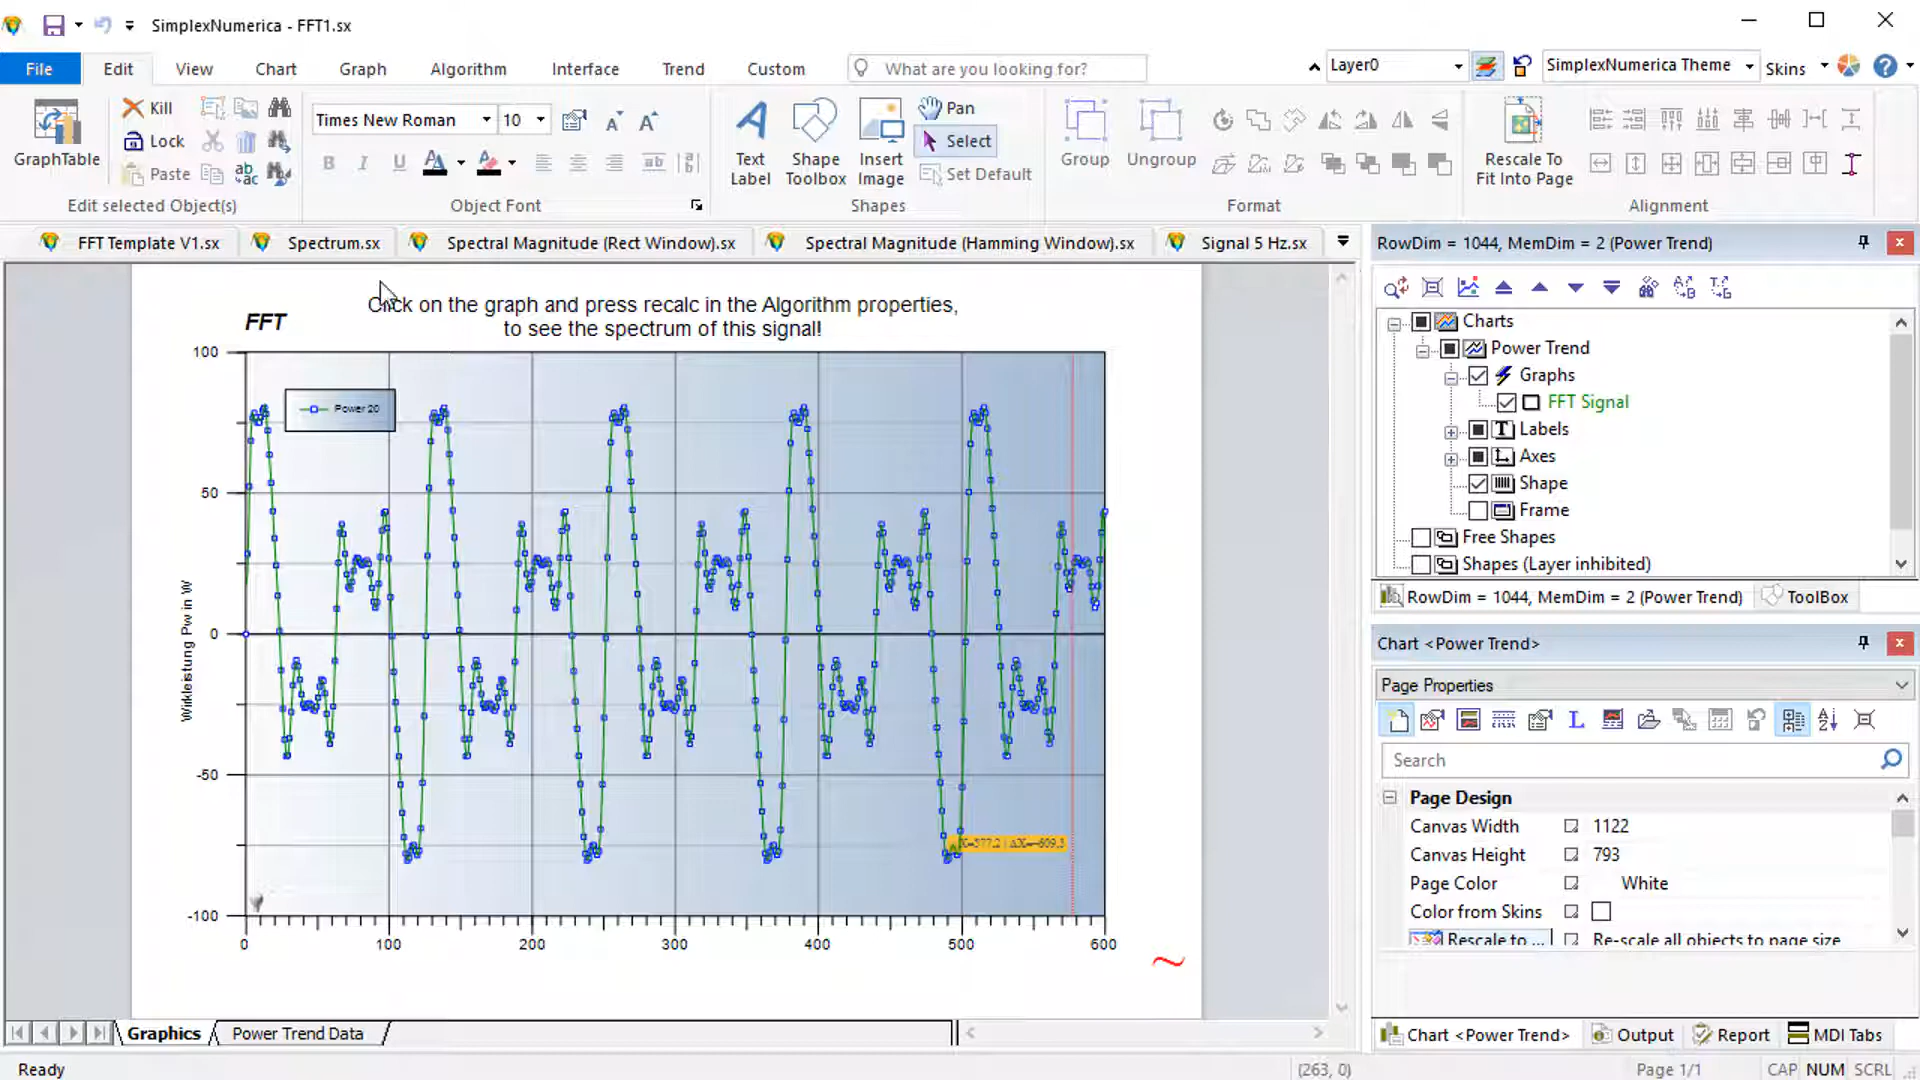 SimplexNumerica - FFT1.sx
File Edit View Chart Graph Algorithm Interface Trend Custom What are you looking for? Layer0 SimplexNumerica Theme Skins
GraphTable
Kill
Lock
Paste
Edit selected Object(s)
Times New Roman 10
B I U
Object Font
Text Label
Shape Toolbox
Insert Image
Pan
Select
Set Default
Shapes
Group Ungroup
Format
Rescale To Fit Into Page
Alignment
FFT Template V1.sx Spectrum.sx Spectral Magnitude (Rect Window).sx Spectral Magnitude (Hamming Window).sx Signal 5 Hz.sx
Click on the graph and press recalc in the Algorithm properties,
to see the spectrum of this signal!
FFT
Power 20
Wirkleistung Pw in W
100
50
0
-50
-100
0 100 200 300 400 500 600
Graphics Power Trend Data
RowDim = 1044, MemDim = 2 (Power Trend)
Charts
Power Trend
Graphs
FFT Signal
Labels
Axes
Shape
Frame
Free Shapes
Shapes (Layer inhibited)
RowDim = 1044, MemDim = 2 (Power Trend) ToolBox
Chart <Power Trend>
Page Properties
Search
Page Design
Canvas Width 1122
Canvas Height 793
Page Color White
Color from Skins
Rescale to ... Re-scale all objects to page size
Chart <Power Trend> Output Report MDI Tabs
Ready (263, 0) Page 1/1 CAP NUM SCRL